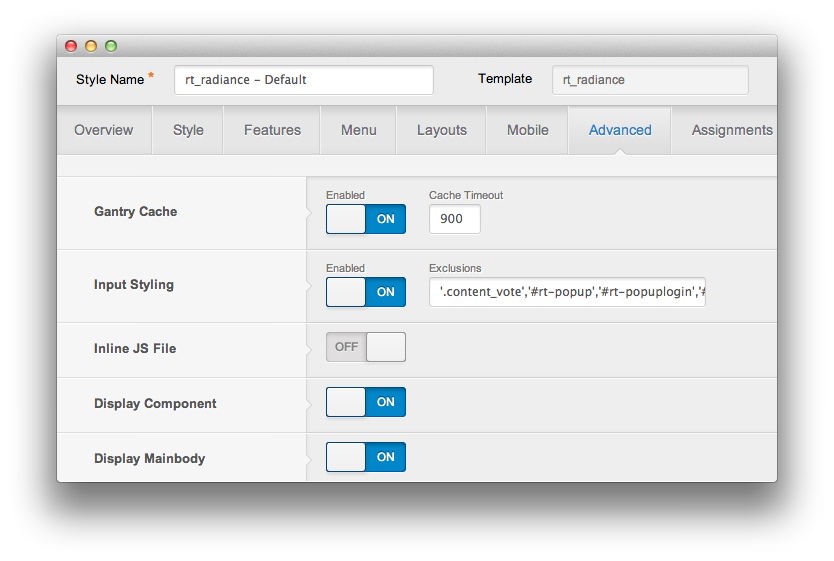 Style Name * rt_radiance - Default Template rt_radiance
Overview Style Features Menu Layouts Mobile Advanced Assignments
Enabled Cache Timeout
Gantry Cache ON 900
Enabled Exclusions
Input Styling ON '.content_vote','#rt-popup','#rt-popuplogin','#
Inline JS File OFF
Display Component ON
Display Mainbody ON